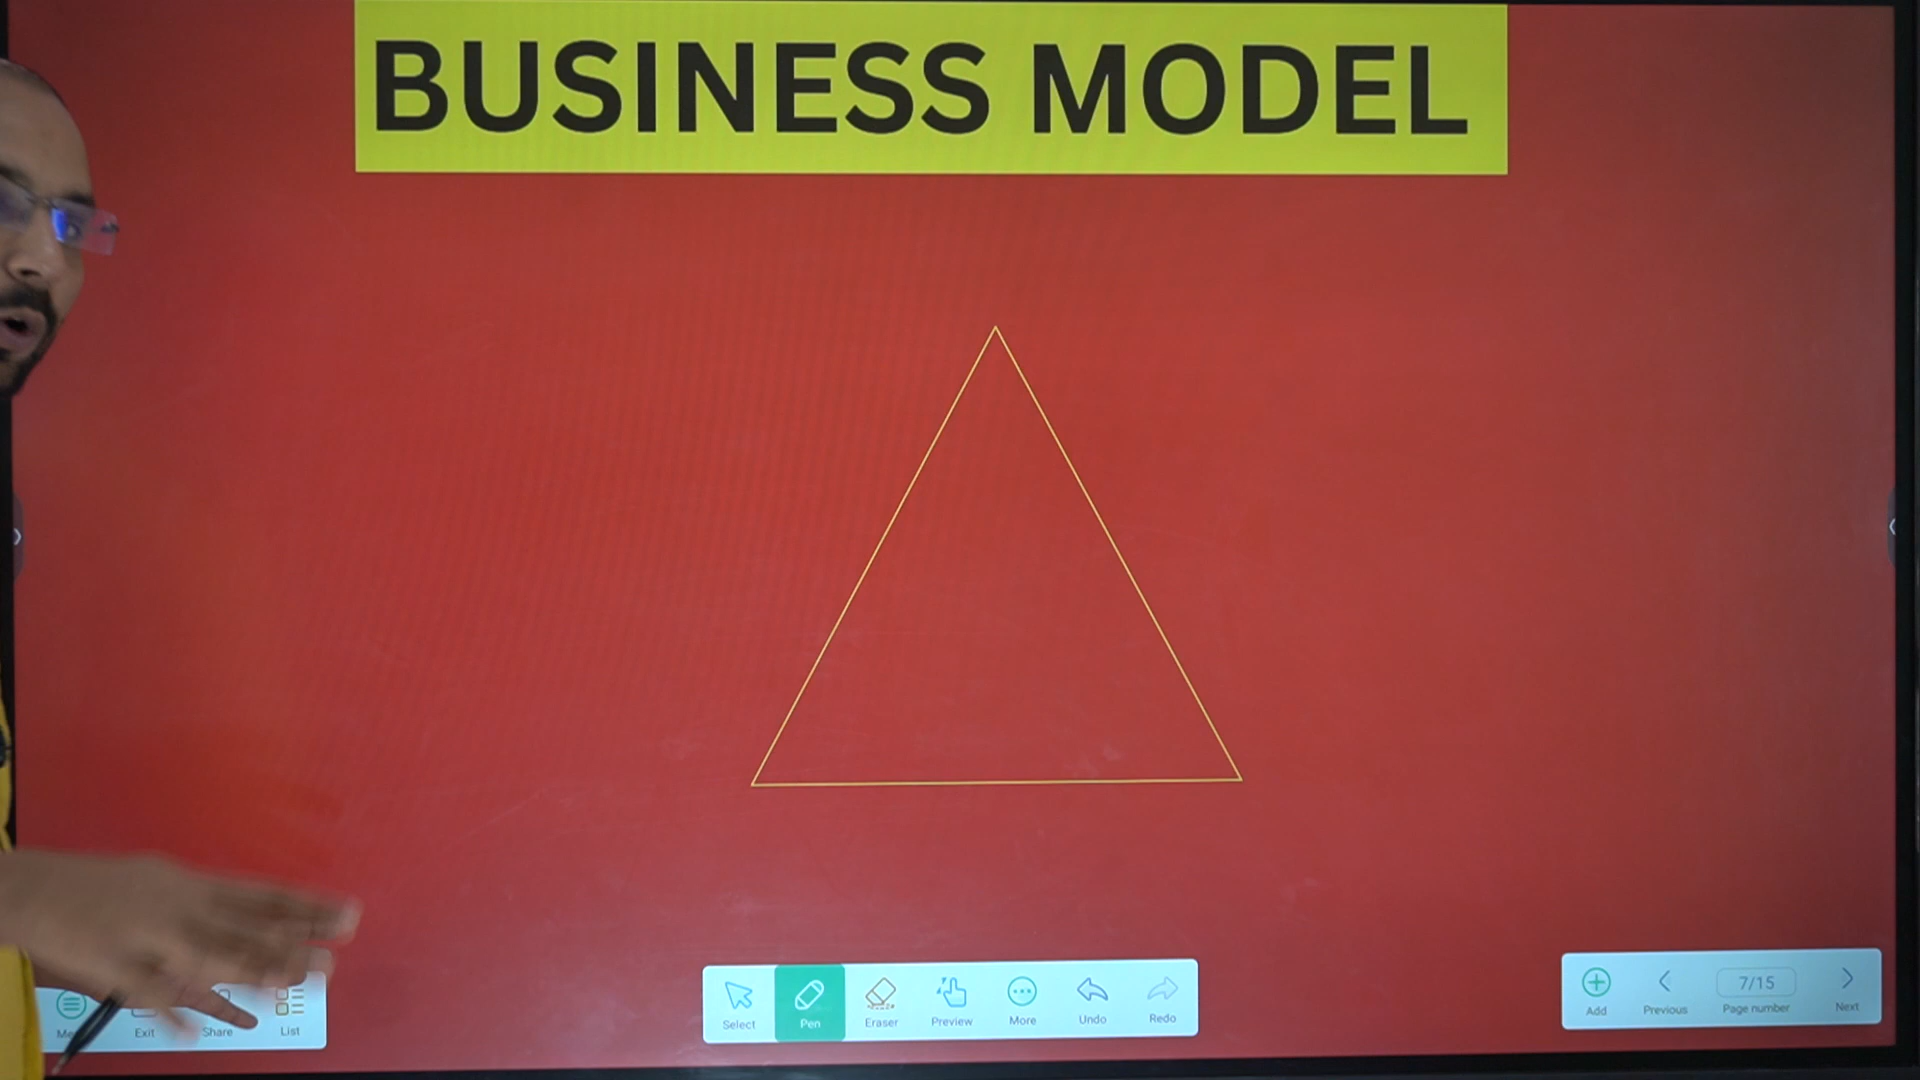 BUSINESS MODEL
Exit
Share
List
Select
Pen
Eraser
Preview
More
Undo
Redo
Add
Previous
7/15
Page number
Next